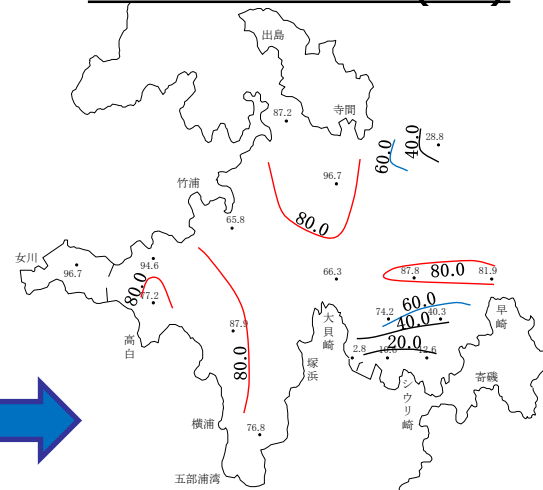 出島
87.2
寺間
28.8
40.0
60.0
96.7
竹浦
80.0
65.8
女川
96.7
94.6
80.0
77.2
66.3
87.8
80.0
81.9
60.0
74.2
40.3
早崎
40.0
大貝崎
87.9
高白
20.0
2.8
12.6
塚浜
80.0
寄磯
シウリ崎
横浦
76.8
五部浦湾